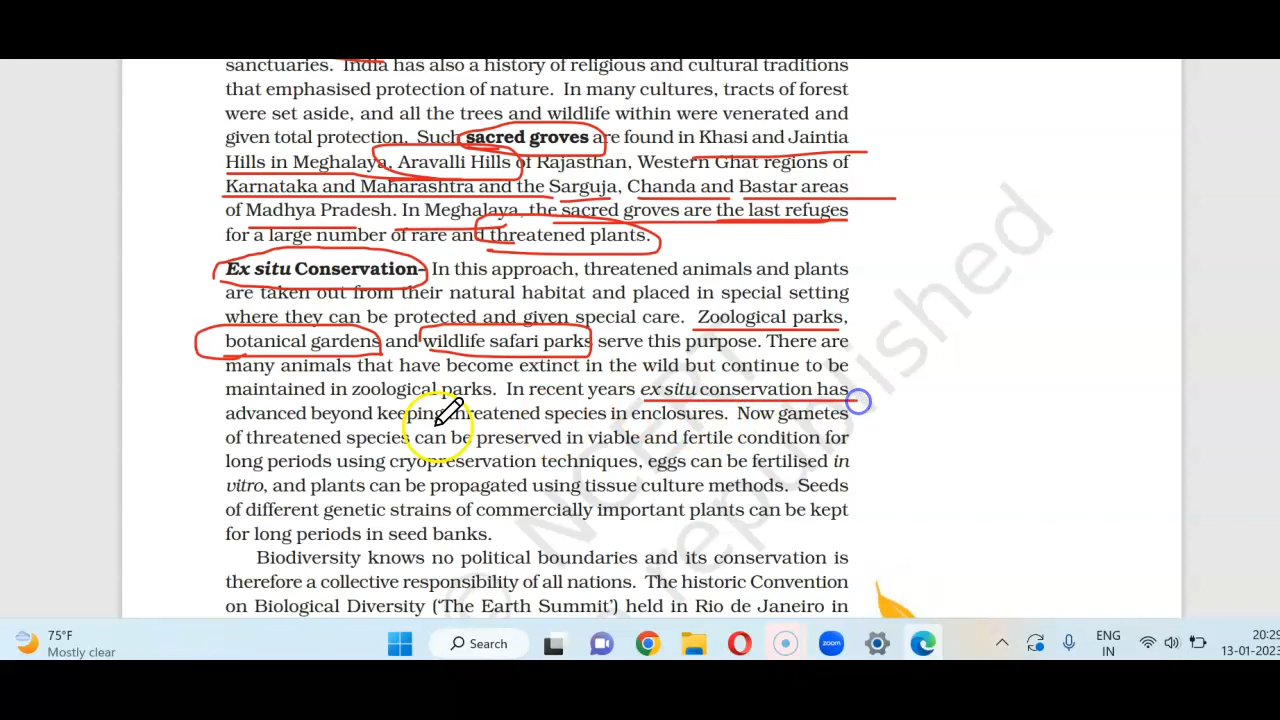 sanctuaries. India has also a history of religious and cultural traditions
that emphasised protection of nature. In many cultures, tracts of forest
were set aside, and all the trees and wildlife within were venerated and
given total protection. Such sacred groves are found in Khasi and Jaintia
Hills in Meghalaya, Aravalli Hills of Rajasthan, Western Ghat regions of
Karnataka and Maharashtra and the Sarguja, Chanda and Bastar areas
of Madhya Pradesh. In Meghalaya, the sacred groves are the last refuges
for a large number of rare and threatened plants.
Ex situ Conservation– In this approach, threatened animals and plants
are taken out from their natural habitat and placed in special setting
where they can be protected and given special care. Zoological parks,
botanical gardens and wildlife safari parks serve this purpose. There are
many animals that have become extinct in the wild but continue to be
maintained in zoological parks. In recent years ex situ conservation has
advanced beyond keeping threatened species in enclosures. Now gametes
of threatened species can be preserved in viable and fertile condition for
long periods using cryopreservation techniques, eggs can be fertilised in
vitro, and plants can be propagated using tissue culture methods. Seeds
of different genetic strains of commercially important plants can be kept
for long periods in seed banks.
Biodiversity knows no political boundaries and its conservation is
therefore a collective responsibility of all nations. The historic Convention
on Biological Diversity ('The Earth Summit') held in Rio de Janeiro in
© NCERT
republished
75°F
Mostly clear
Search
zoom
ENG
IN
20:29
13-01-2023